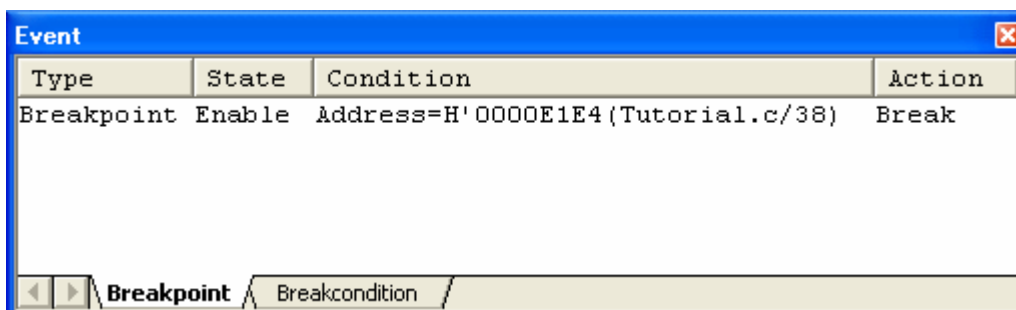 Event
Type State Condition Action
Breakpoint Enable Address=H'0000E1E4(Tutorial.c/38) Break
Breakpoint Breakcondition